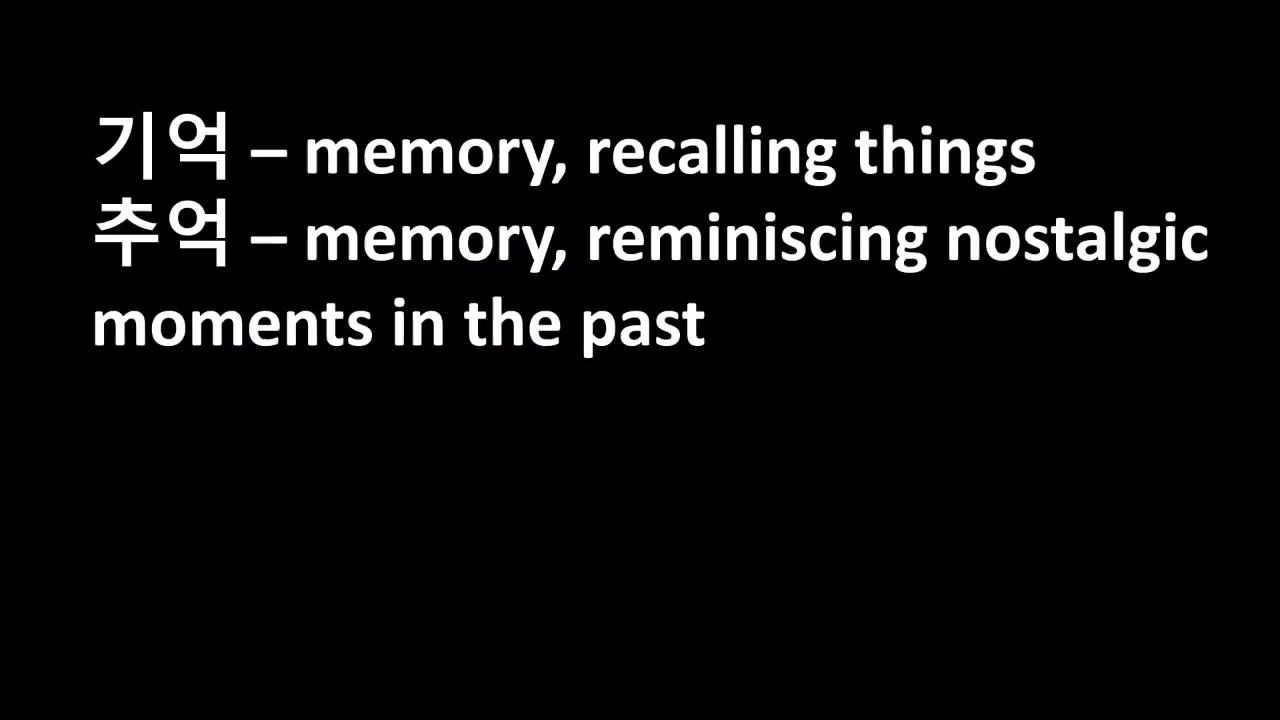 기억 – memory, recalling things
추억 – memory, reminiscing nostalgic
moments in the past